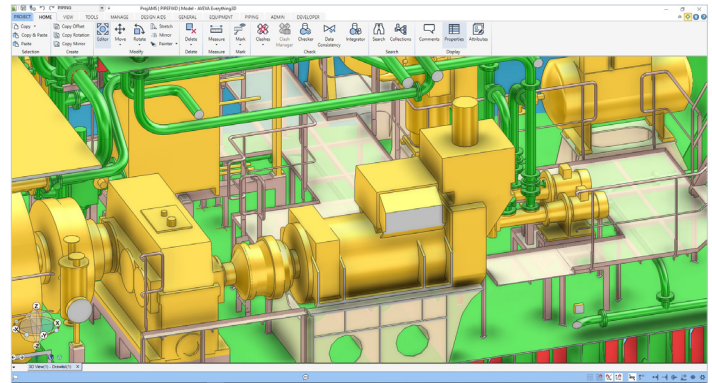 PIPING
ProjAMS | PIPEFWD | Model - AVEVA Everything3D
PROJECT HOME VIEW TOOLS MANAGE DESIGN AIDS GENERAL EQUIPMENT PIPING ADMIN DEVELOPER
Copy
Copy & Paste
Paste
Selection
Copy Offset
Copy Rotation
Copy Mirror
Create
Editor
Move
Rotate
Stretch
Mirror
Painter
Modify
Delete
Delete
Measure
Measure
Mark
Mark
Clashes
Clash Manager
Checker
Data Consistency
Integrator
Check
Search
Collections
Search
Comments
Properties
Attributes
Display
Z
X
Y
3D View(1) - Drawlist(1) X